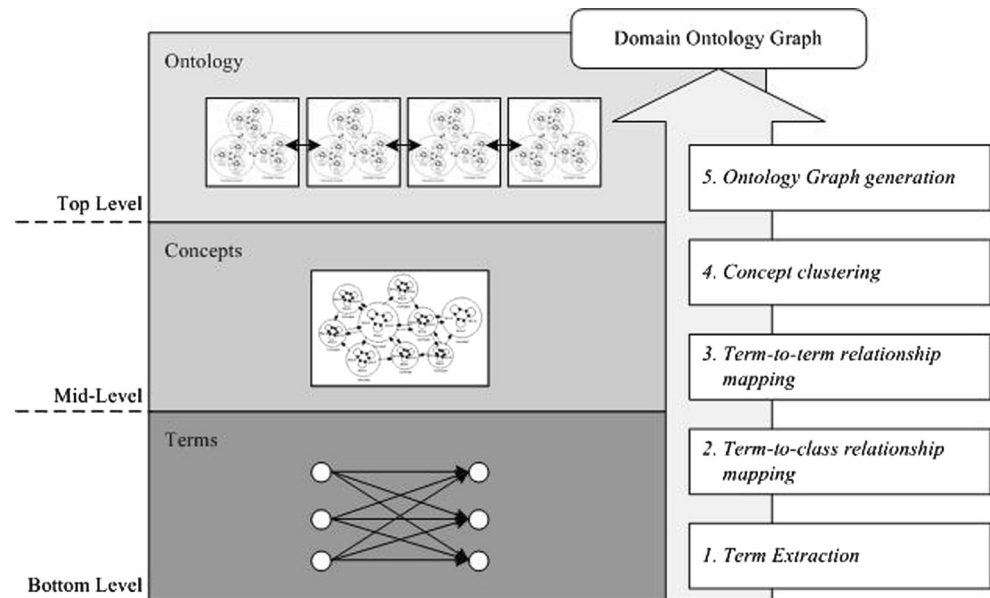 Domain Ontology Graph
Ontology
Top Level
5. Ontology Graph generation
Concepts
4. Concept clustering
3. Term-to-term relationship
mapping
Mid-Level
Terms
2. Term-to-class relationship
mapping
1. Term Extraction
Bottom Level